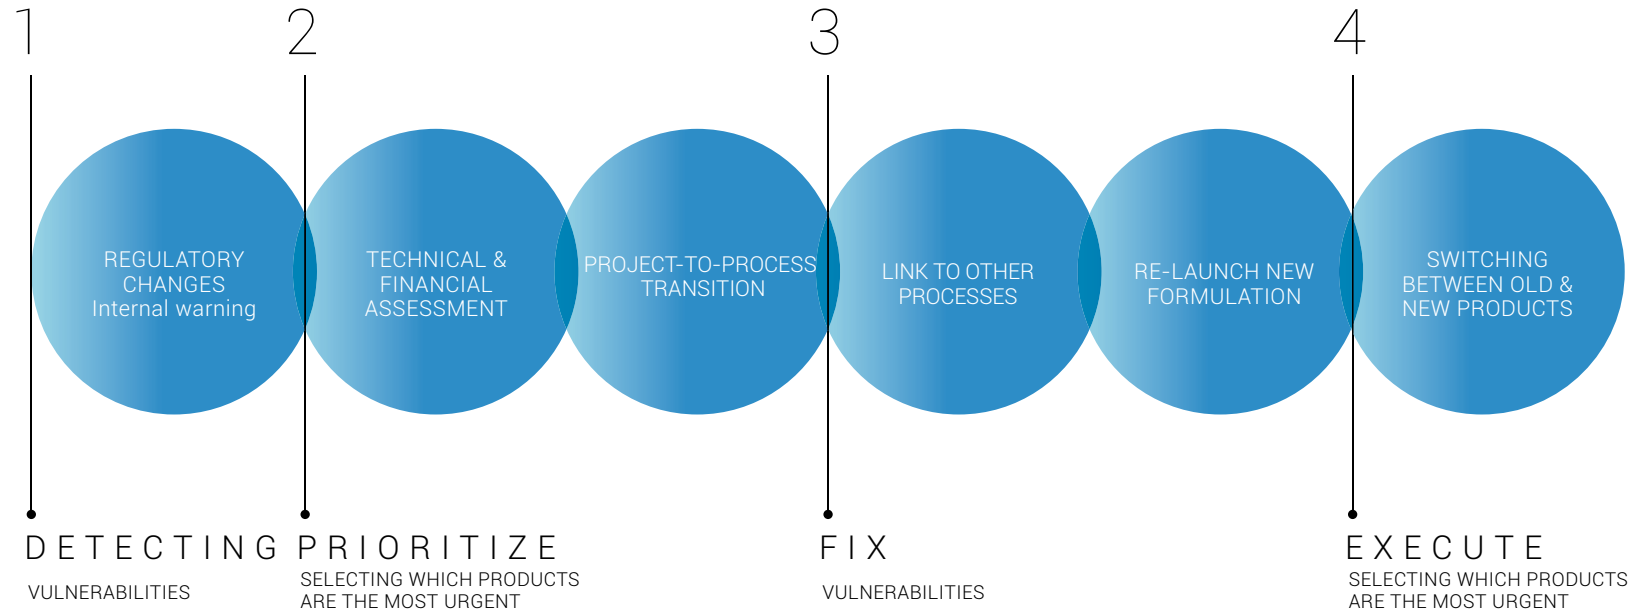 1
2
3
4
REGULATORY
CHANGES
Internal warning
TECHNICAL &
FINANCIAL
ASSESSMENT
PROJECT-TO-PROCESS
TRANSITION
LINK TO OTHER
PROCESSES
RE-LAUNCH NEW
FORMULATION
SWITCHING
BETWEEN OLD &
NEW PRODUCTS
DETECTING
VULNERABILITIES
PRIORITIZE
SELECTING WHICH PRODUCTS
ARE THE MOST URGENT
FIX
VULNERABILITIES
EXECUTE
SELECTING WHICH PRODUCTS
ARE THE MOST URGENT